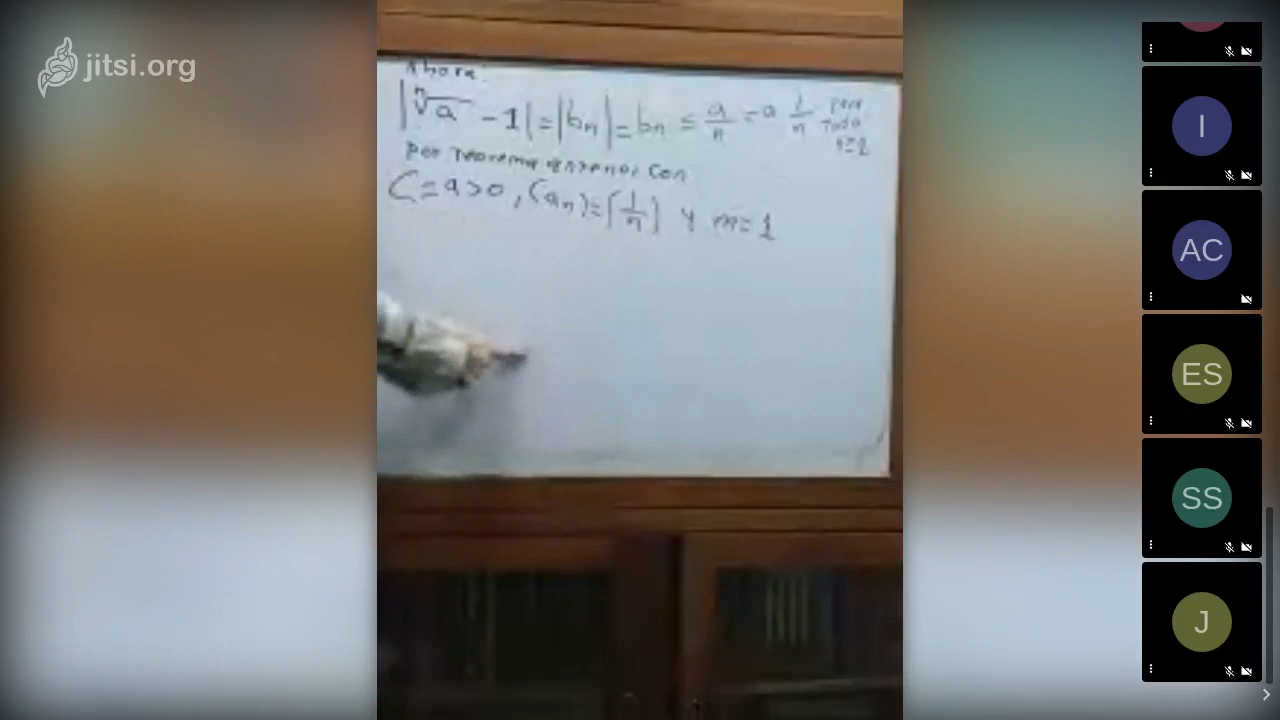 jitsi.org
Ahora:
|ⁿ√a - 1| = |bₙ| = bₙ ≤ a/n = a 1/n para todo n≥1
Por Teorema anterior con
C = a > 0, (aₙ) = (1/n) y m = 1
I
AC
ES
SS
J